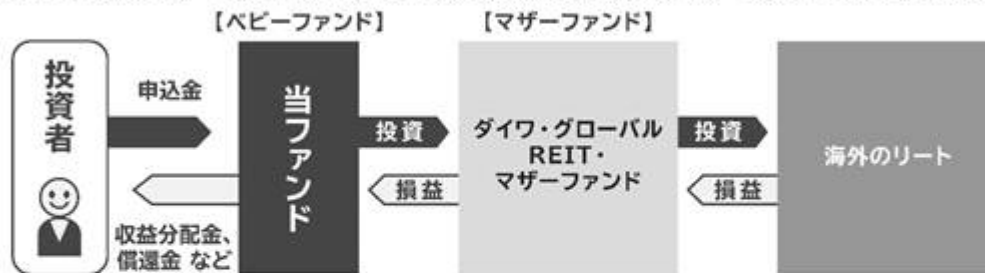 【ベビーファンド】
【マザーファンド】
投資者
申込金
収益分配金、
償還金 など
当ファンド
投資
損益
ダイワ・グローバル
REIT・
マザーファンド
投資
損益
海外のリート